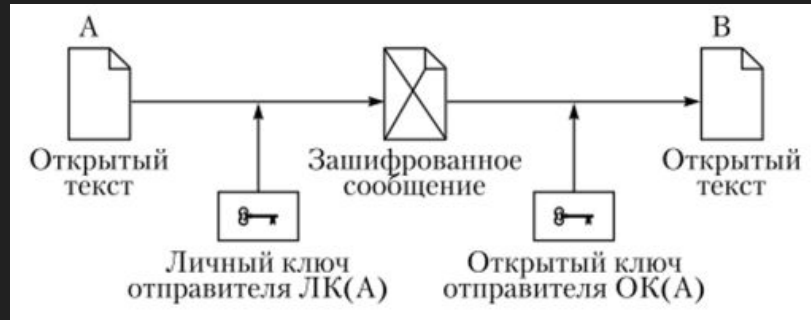 А
В
Открытый
текст
Зашифрованное
сообщение
Открытый
текст
Личный ключ
отправителя ЛК(А)
Открытый ключ
отправителя ОК(А)